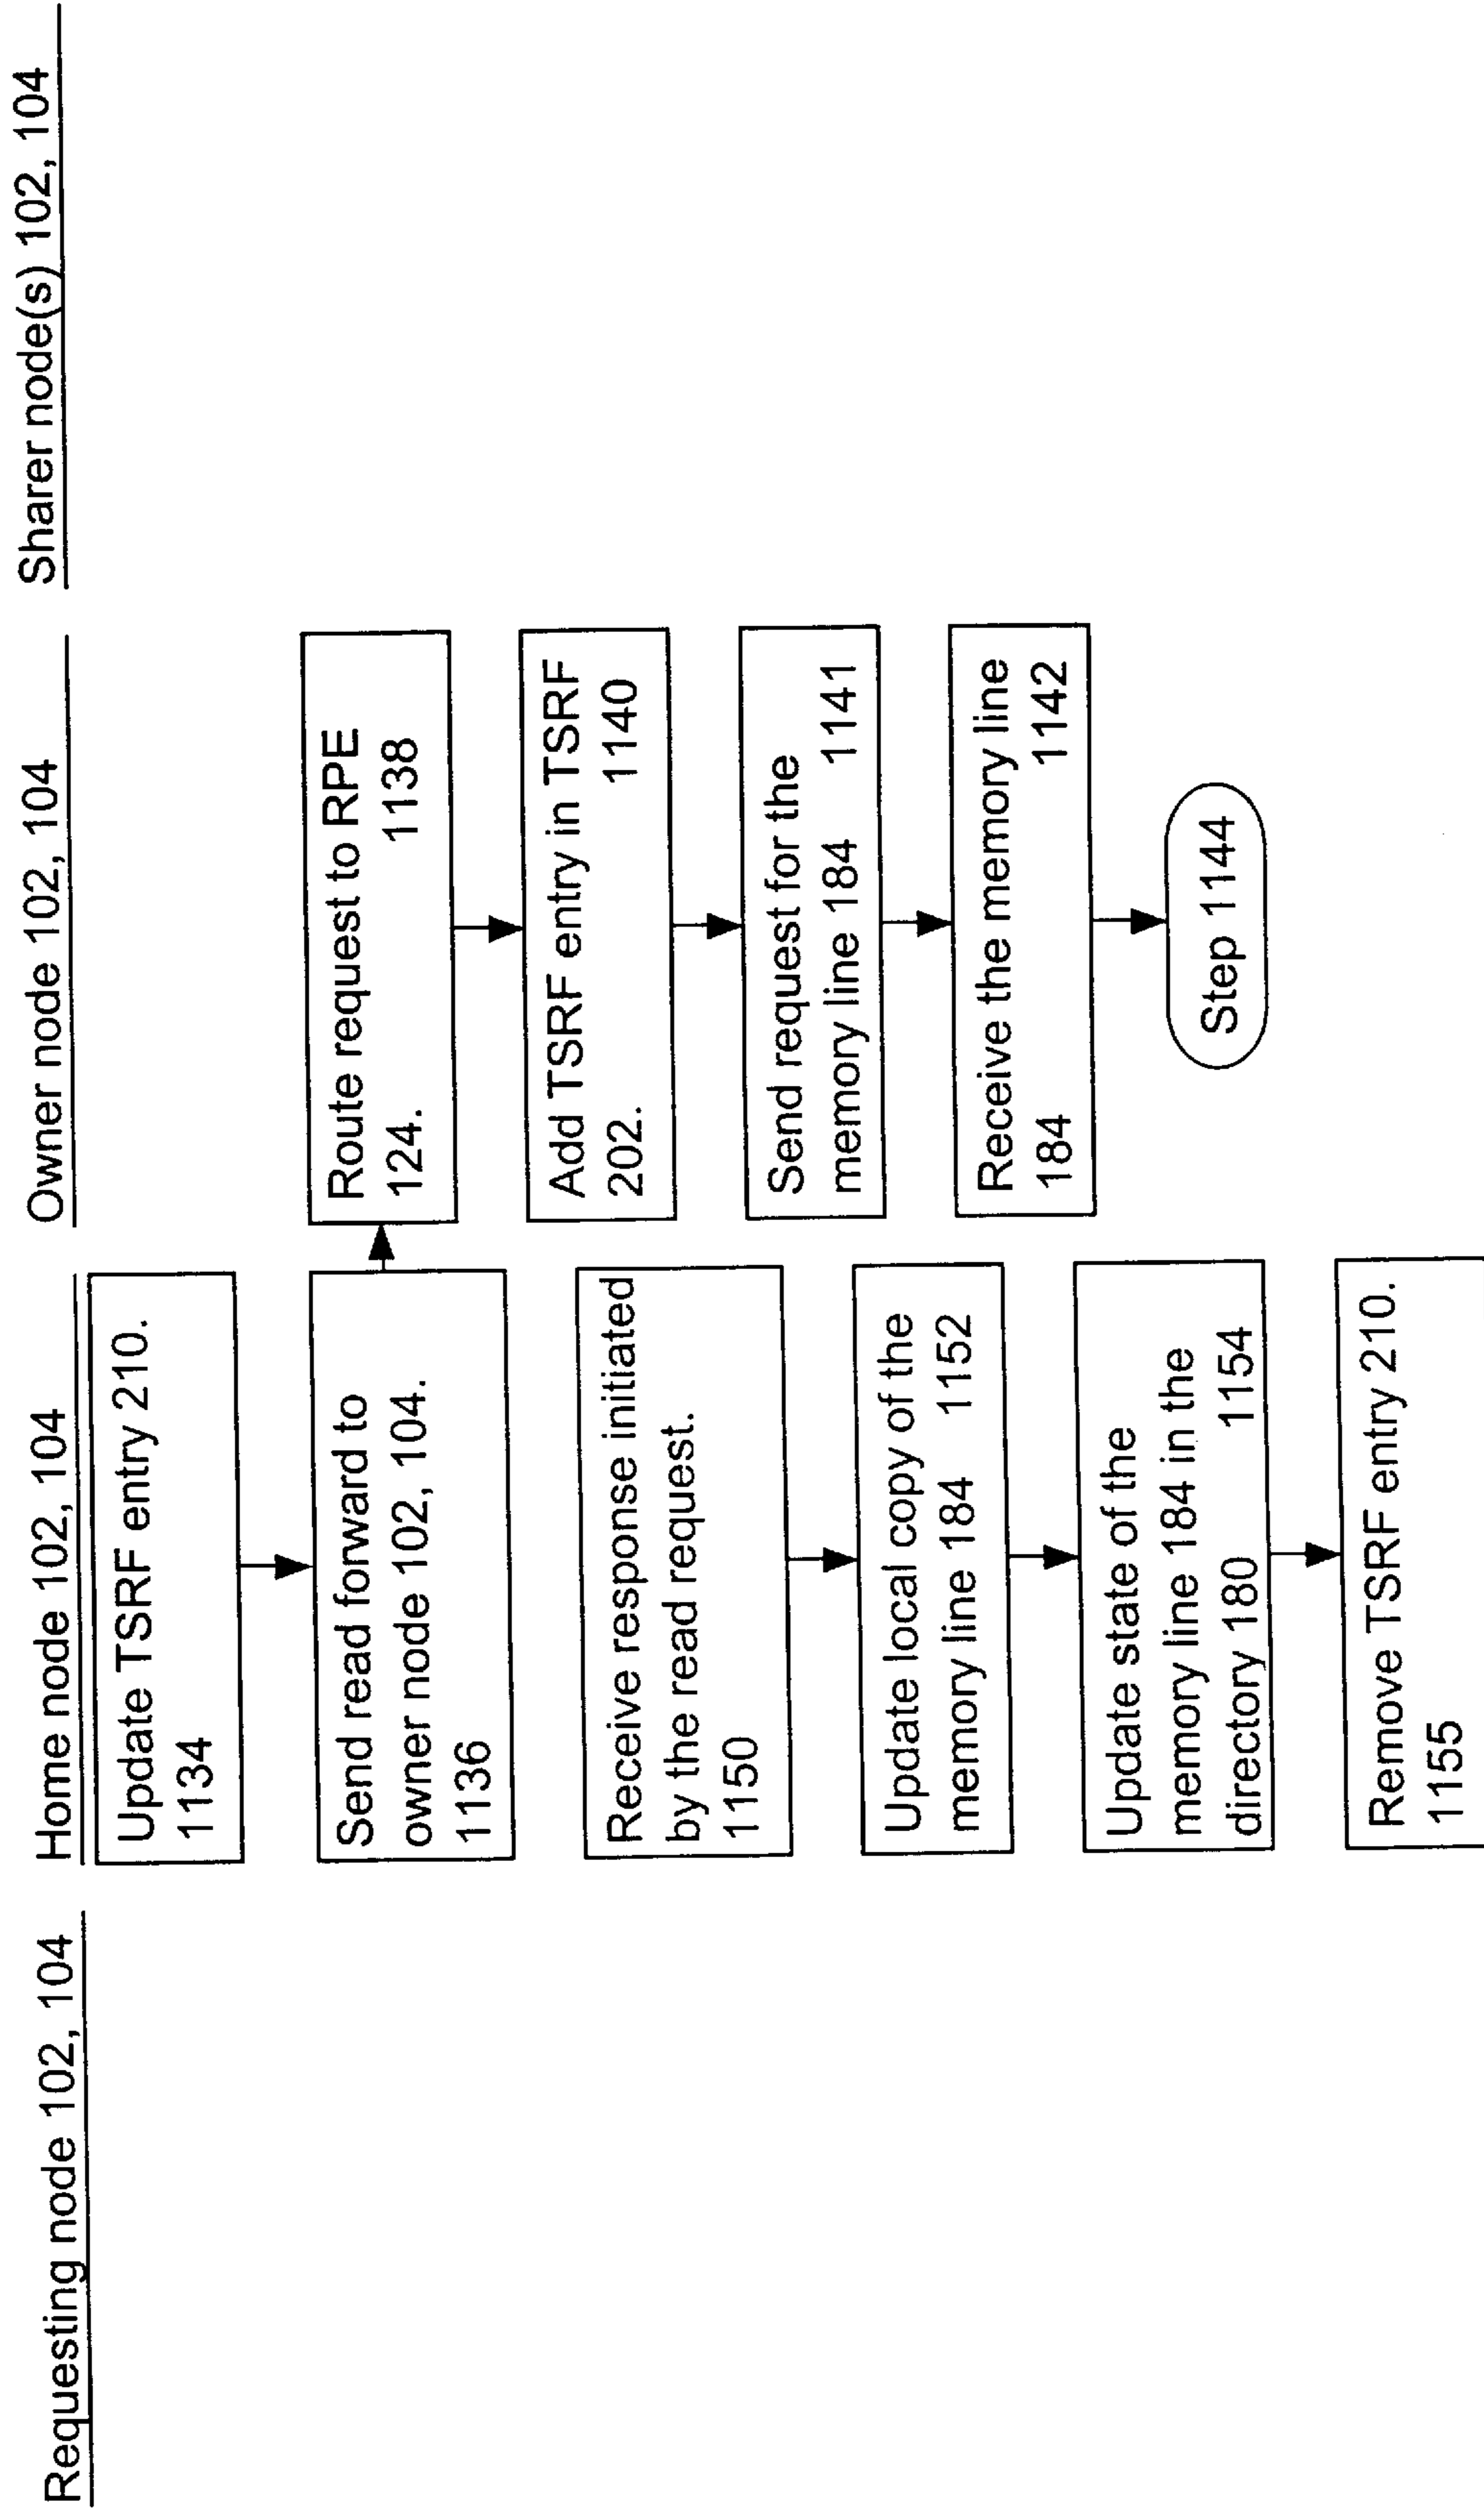 Requesting node 102, 104
Home node 102, 104
Owner node 102, 104
Sharer node(s) 102, 104
Update TSRF entry 210.
1134
Send read forward to
owner node 102, 104.
1136
Receive response initiated
by the read request.
1150
Update local copy of the
memory line 184 1152
Update state of the
memory line 184 in the
directory 180 1154
Remove TSRF entry 210.
1155
Route request to RPE
124. 1138
Add TSRF entry in TSRF
202. 1140
Send request for the
memory line 184 1141
Receive the memory line
184 1142
Step 1144